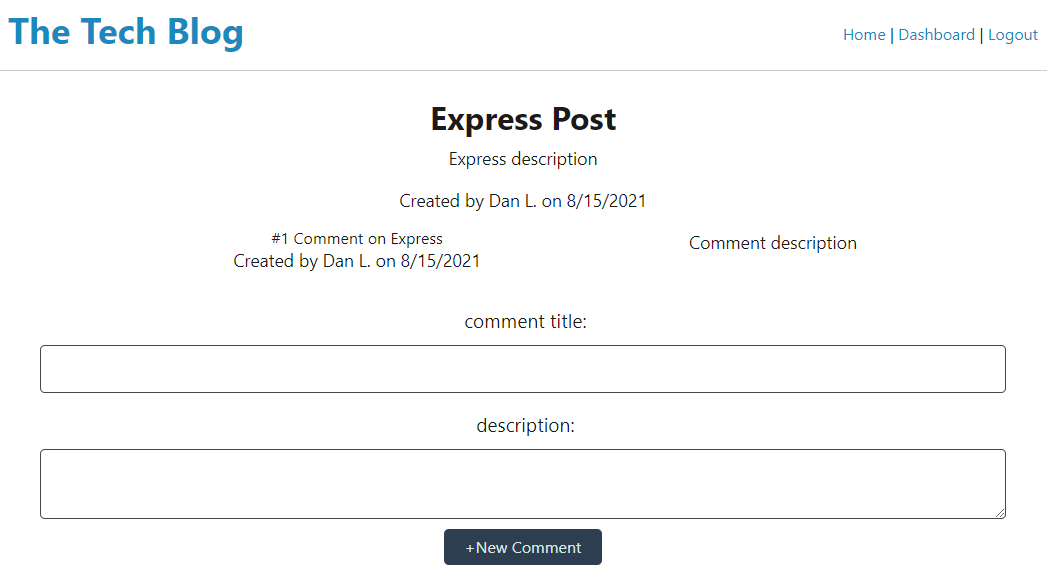 The Tech Blog
Home | Dashboard | Logout
Express Post
Express description
Created by Dan L. on 8/15/2021
#1 Comment on Express
Created by Dan L. on 8/15/2021
Comment description
comment title:
description:
+New Comment